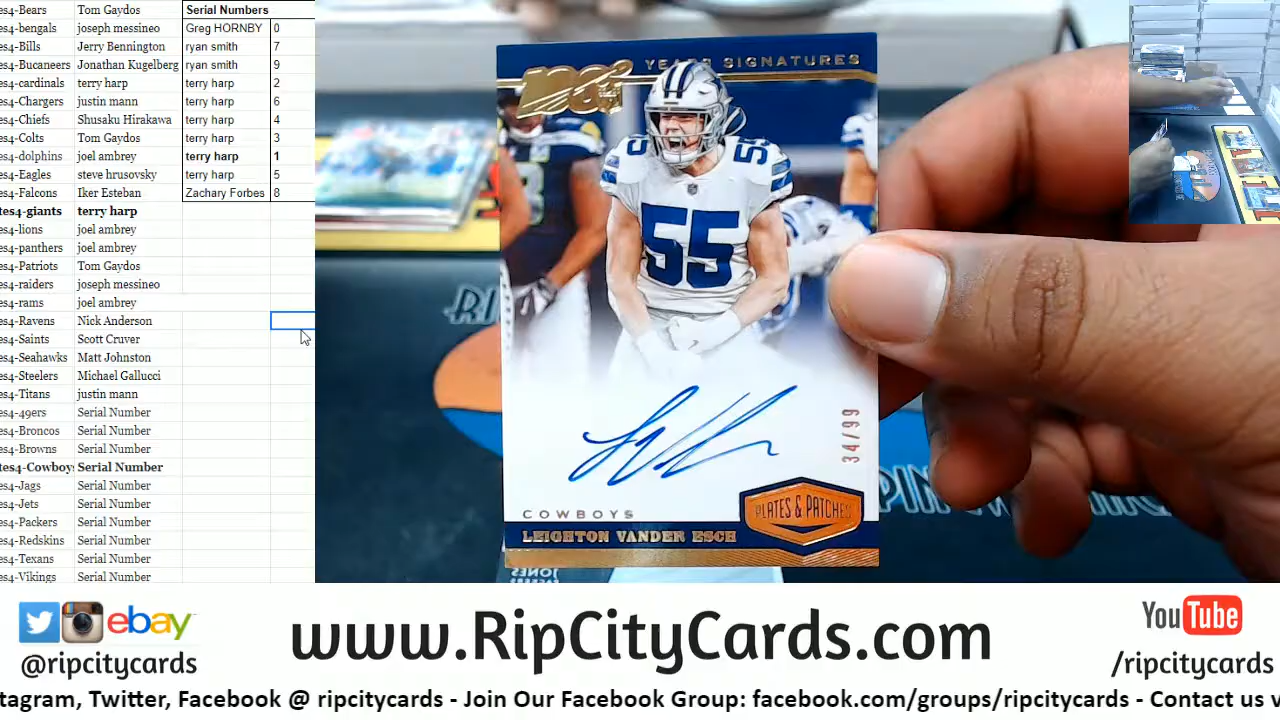 es4-Bears Tom Gaydos Serial Numbers
es4-bengals joseph messineo Greg HORNBY 0
es4-Bills Jerry Bennington ryan smith 7
es4-Bucaneers Jonathan Kugelberg ryan smith 9
es4-cardinals terry harp terry harp 2
es4-Chargers justin mann terry harp 6
es4-Chiefs Shusaku Hirakawa terry harp 4
es4-Colts Tom Gaydos terry harp 3
es4-dolphins joel ambrey terry harp 1
es4-Eagles steve hrusovsky terry harp 5
es4-Falcons Iker Esteban Zachary Forbes 8
tes4-giants terry harp
es4-lions joel ambrey
es4-panthers joel ambrey
es4-Patriots Tom Gaydos
es4-raiders joseph messineo
es4-rams joel ambrey
es4-Ravens Nick Anderson
es4-Saints Scott Cruver
es4-Seahawks Matt Johnston
es4-Steelers Michael Gallucci
es4-Titans justin mann
es4-49ers Serial Number
es4-Broncos Serial Number
es4-Browns Serial Number
tes4-Cowboys Serial Number
es4-Jags Serial Number
es4-Jets Serial Number
es4-Packers Serial Number
es4-Redskins Serial Number
es4-Texans Serial Number
es4-Vikings Serial Number
100 YEARS SIGNATURES
55
55
34/99
PLATES & PATCHES
COWBOYS
LEIGHTON VANDER ESCH
ebay
@ripcitycards
www.RipCityCards.com
YouTube
/ripcitycards
tagram, Twitter, Facebook @ ripcitycards - Join Our Facebook Group: facebook.com/groups/ripcitycards - Contact us v